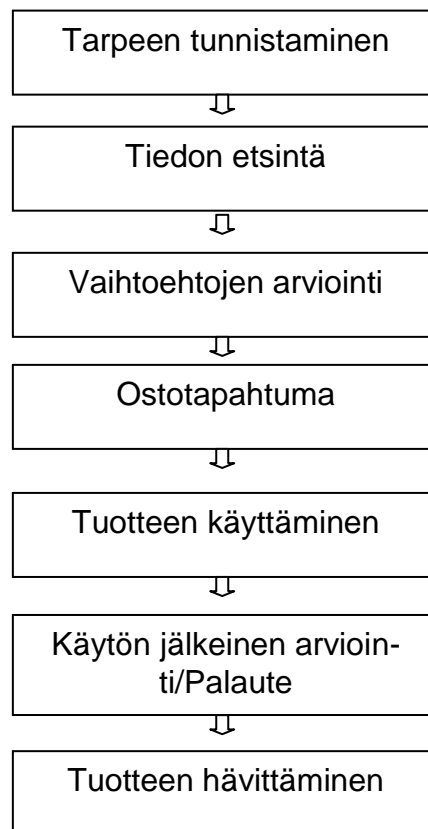 Tarpeen tunnistaminen
Tiedon etsintä
Vaihtoehtojen arviointi
Ostotapahtuma
Tuotteen käyttäminen
Käytön jälkeinen arvioin-
ti/Palaute
Tuotteen hävittäminen